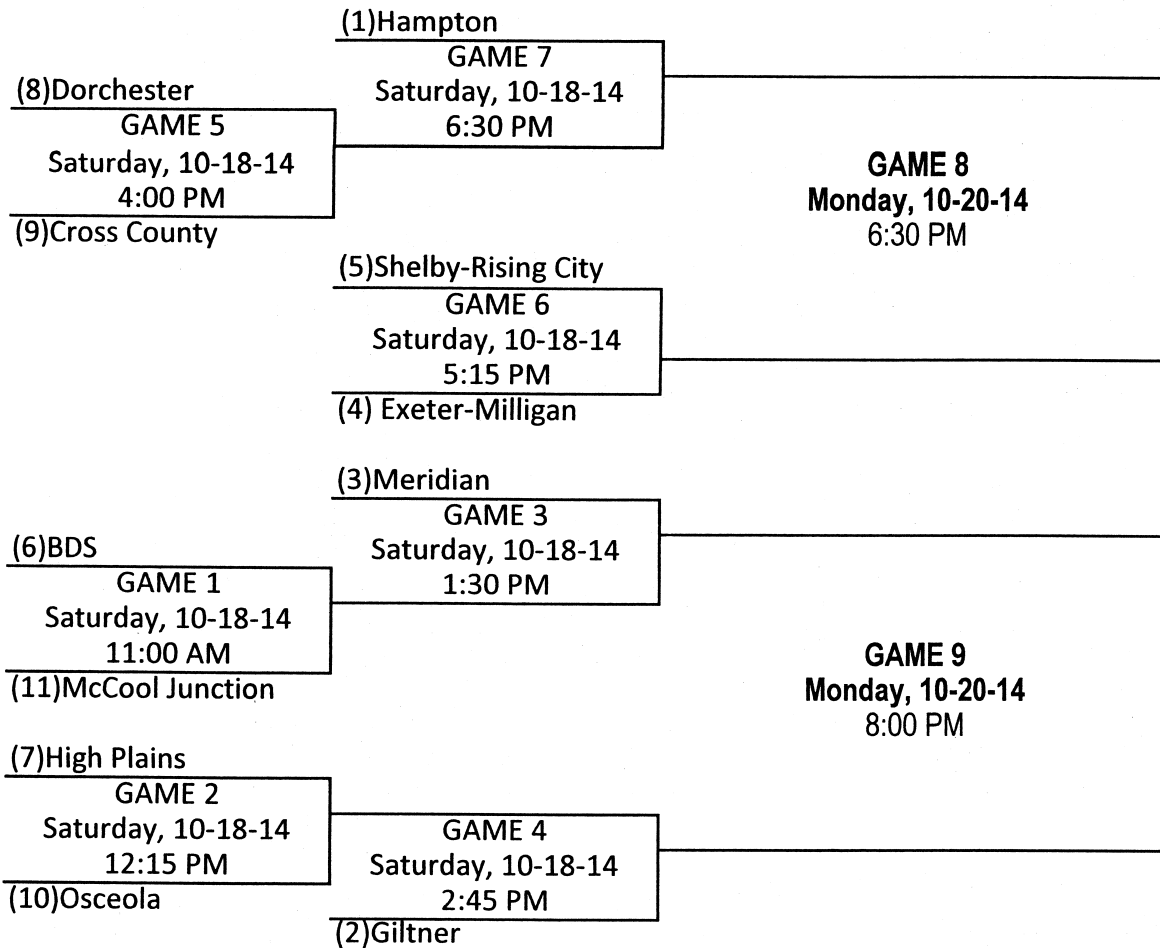 (1)Hampton
GAME 7
Saturday, 10-18-14
6:30 PM
(8)Dorchester
GAME 5
Saturday, 10-18-14
4:00 PM
(9)Cross County
GAME 8
Monday, 10-20-14
6:30 PM
(5)Shelby-Rising City
GAME 6
Saturday, 10-18-14
5:15 PM
(4) Exeter-Milligan
(3)Meridian
GAME 3
Saturday, 10-18-14
1:30 PM
(6)BDS
GAME 1
Saturday, 10-18-14
11:00 AM
(11)McCool Junction
GAME 9
Monday, 10-20-14
8:00 PM
(7)High Plains
GAME 2
Saturday, 10-18-14
12:15 PM
(10)Osceola
GAME 4
Saturday, 10-18-14
2:45 PM
(2)Giltner